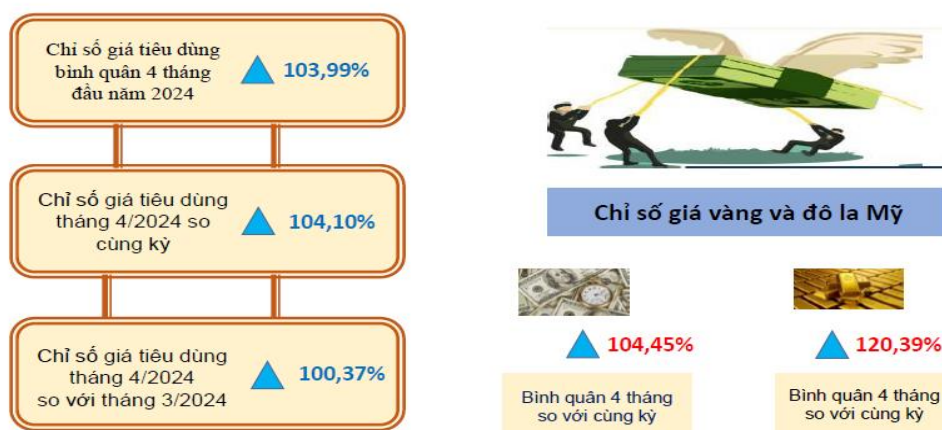 Chỉ số giá tiêu dùng
bình quân 4 tháng
đầu năm 2024
103,99%
Chỉ số giá tiêu dùng
tháng 4/2024 so
cùng kỳ
104,10%
Chỉ số giá tiêu dùng
tháng 4/2024
so với tháng 3/2024
100,37%
Chỉ số giá vàng và đô la Mỹ
104,45%
Bình quân 4 tháng
so với cùng kỳ
120,39%
Bình quân 4 tháng
so với cùng kỳ